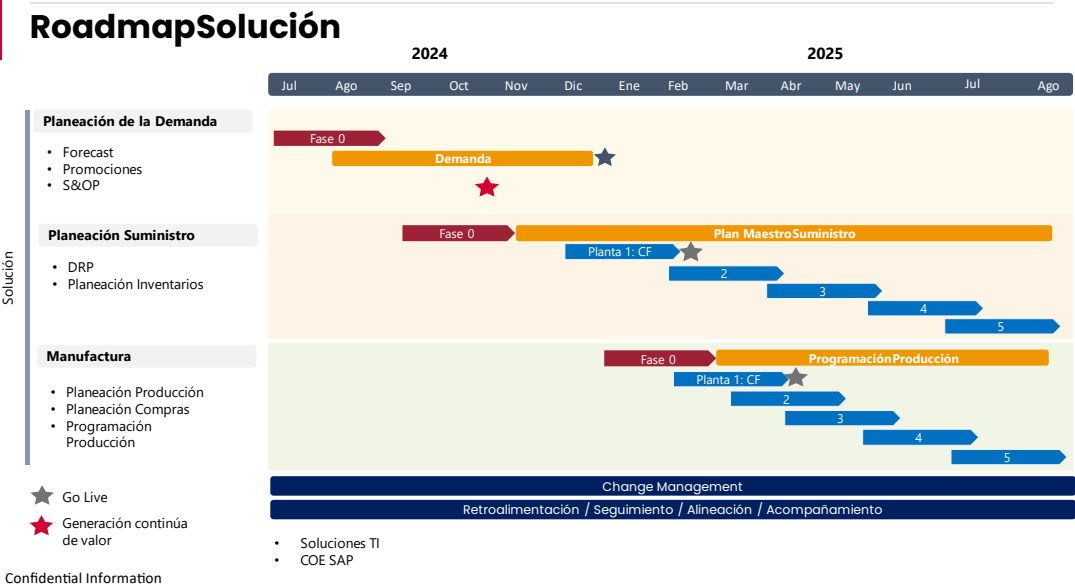 RoadmapSolución
2024
2025
Jul Ago Sep Oct Nov Dic Ene Feb Mar Abr May Jun Jul Ago
Solución
Planeación de la Demanda
• Forecast
• Promociones
• S&OP
Fase 0
Demanda
Planeación Suministro
• DRP
• Planeación Inventarios
Fase 0
Plan MaestroSuministro
Planta 1: CF
2
3
4
5
Manufactura
• Planeación Producción
• Planeación Compras
• Programación
Producción
Fase 0
ProgramaciónProducción
Planta 1: CF
2
3
4
5
Go Live
Generación continúa
de valor
Change Management
Retroalimentación / Seguimiento / Alineación / Acompañamiento
• Soluciones TI
• COE SAP
Confidential Information